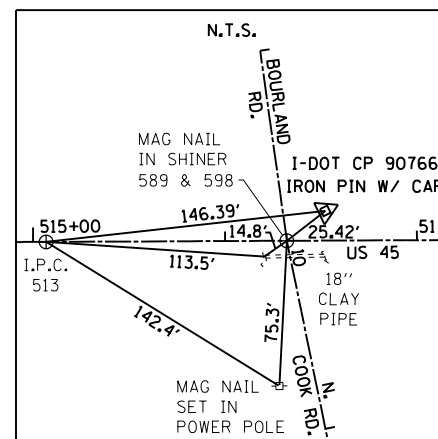 N.T.S.
BOURLAND
RD.
MAG NAIL
IN SHINER
589 & 598
I-DOT CP 90766
IRON PIN W/ CAP
146.39'
515+00
14.8'
25.42'
51
US 45
I.P.C.
513
113.5'
10
18''
CLAY
PIPE
142.4'
75.3'
MAG NAIL
SET IN
POWER POLE
N.
COOK RD.